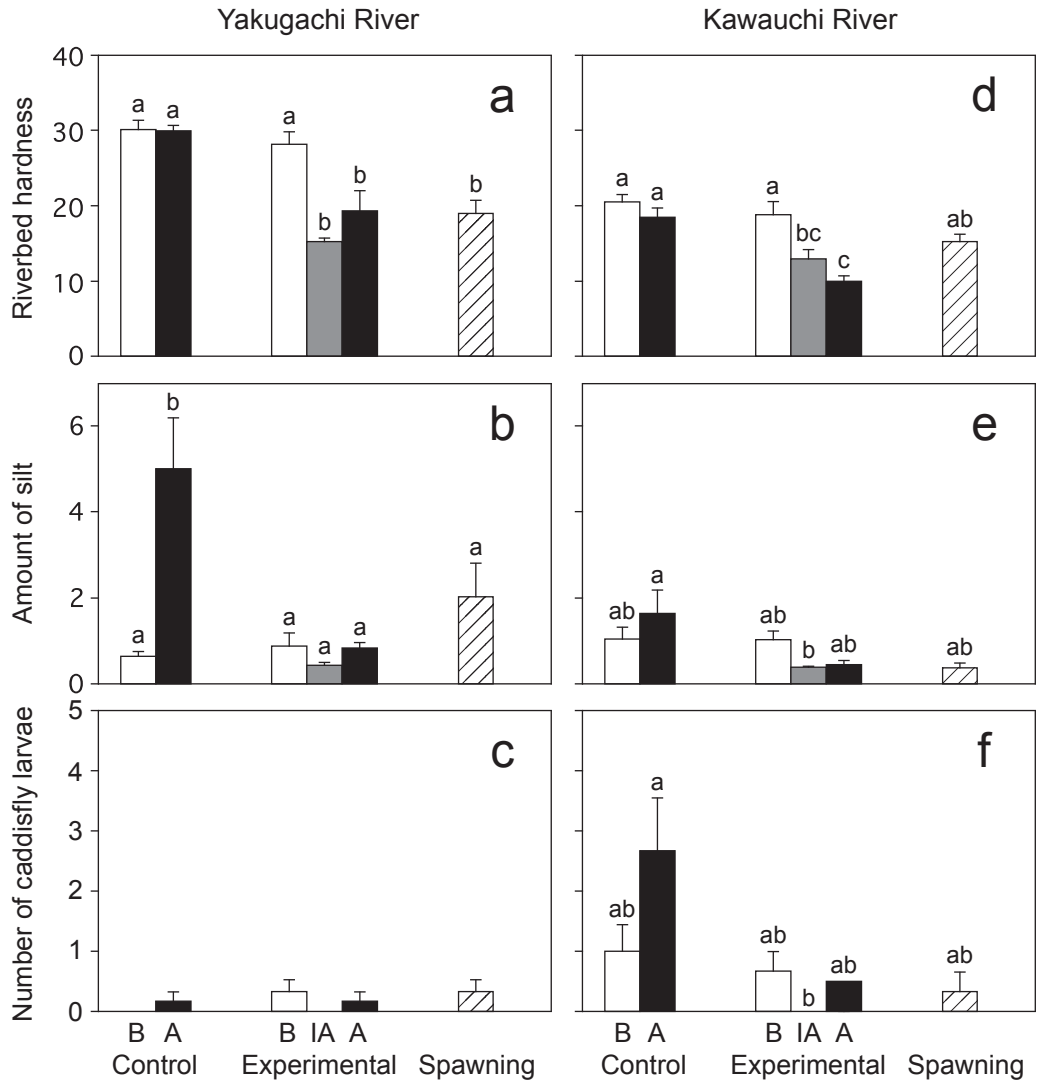 Yakugachi River
Kawauchi River
Riverbed hardness
40
30
20
10
0
a
a a
a
b
b
b
d
a
a
a
bc
c
ab
Amount of silt
6
4
2
0
b
a
b
a
a
a
a
e
ab
a
ab
b
ab
ab
Number of caddisfly larvae
5
4
3
2
1
0
c
f
ab
a
ab
b
ab
ab
B A
B IA A
Control Experimental Spawning
B A
B IA A
Control Experimental Spawning